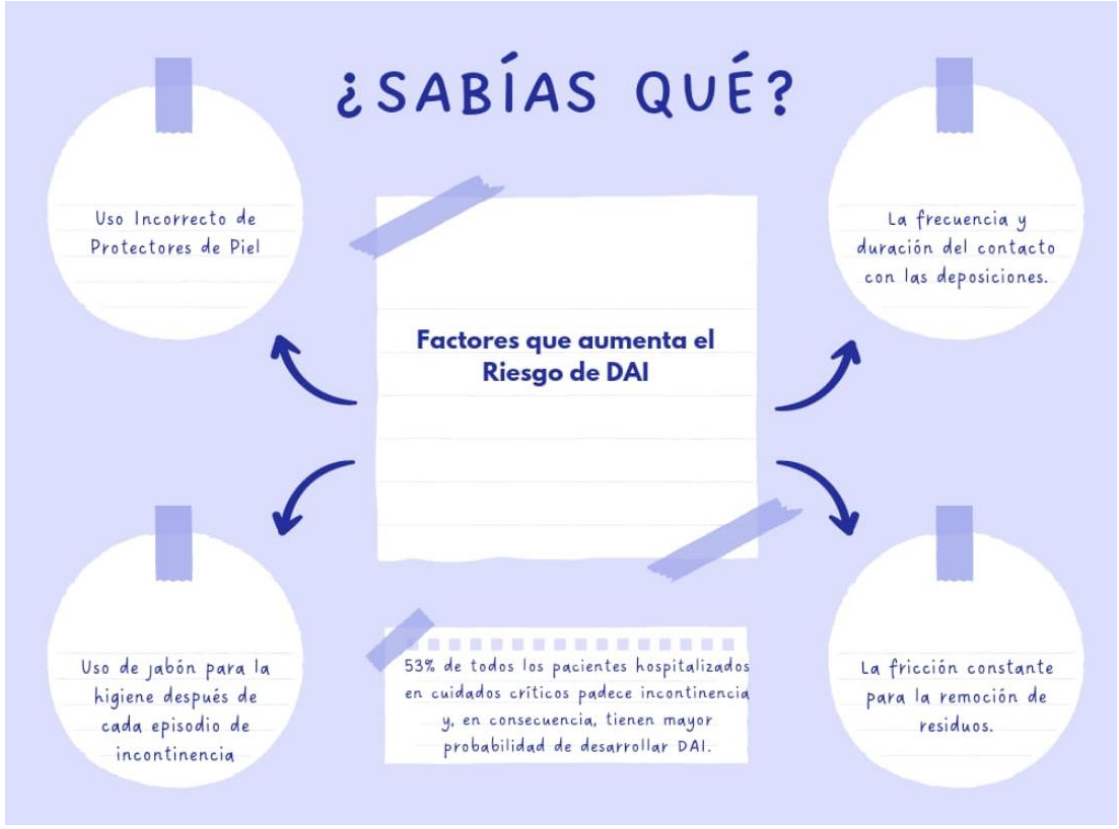 ¿SABÍAS QUÉ?
Uso Incorrecto de
Protectores de Piel
La frecuencia y
duración del contacto
con las deposiciones.
Factores que aumenta el
Riesgo de DAI
Uso de jabón para la
higiene después de
cada episodio de
incontinencia
53% de todos los pacientes hospitalizados
en cuidados críticos padece incontinencia
y, en consecuencia, tienen mayor
probabilidad de desarrollar DAI.
La fricción constante
para la remoción de
residuos.